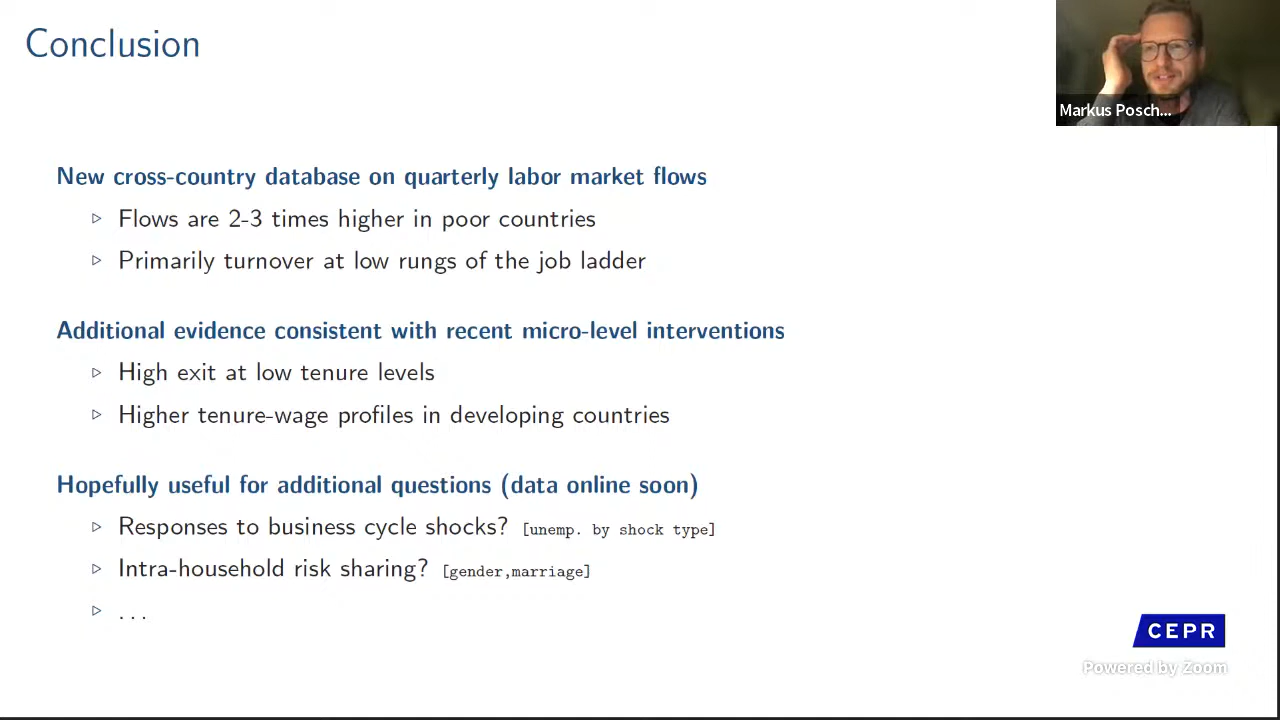 Conclusion
Markus Posch...
New cross-country database on quarterly labor market flows
▷ Flows are 2-3 times higher in poor countries
▷ Primarily turnover at low rungs of the job ladder
Additional evidence consistent with recent micro-level interventions
▷ High exit at low tenure levels
▷ Higher tenure-wage profiles in developing countries
Hopefully useful for additional questions (data online soon)
▷ Responses to business cycle shocks? [unemp. by shock type]
▷ Intra-household risk sharing? [gender,marriage]
▷ ...
CEPR
Powered by Zoom